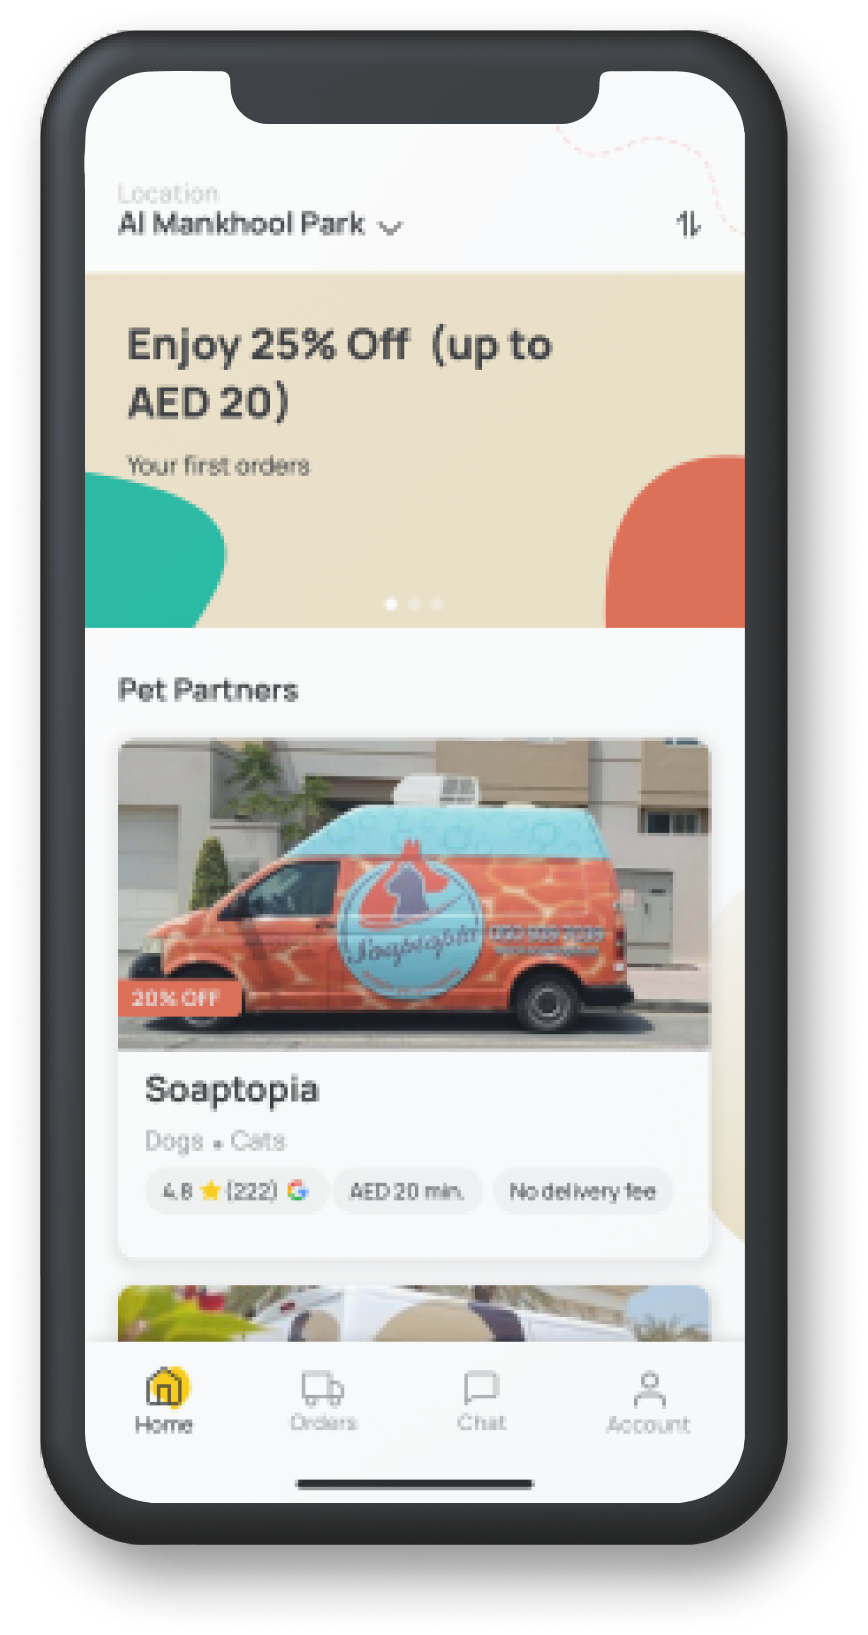 Location
Al Mankhool Park
Enjoy 25% Off (up to
AED 20)
Your first orders
Pet Partners
Soaptopia
20% OFF
Soaptopia
Dogs • Cats
4.8 ⭐ (222) G
AED 20 min.
No delivery fee
Home
Orders
Chat
Account